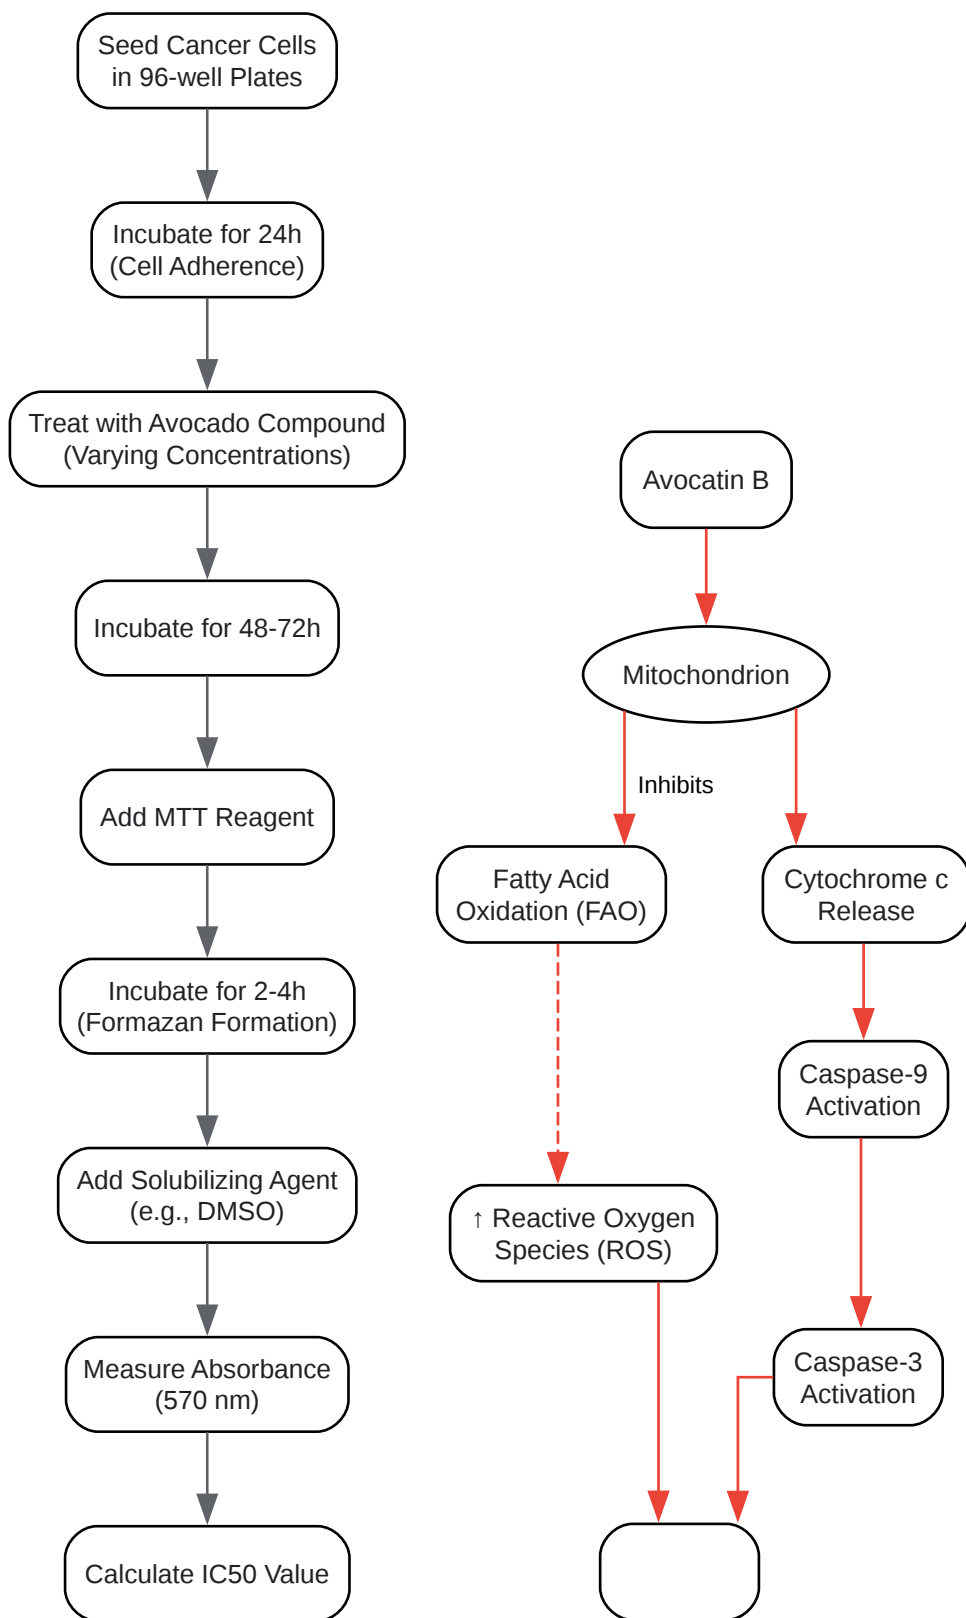 Seed Cancer Cells
in 96-well Plates
Incubate for 24h
(Cell Adherence)
Treat with Avocado Compound
(Varying Concentrations)
Incubate for 48-72h
Add MTT Reagent
Incubate for 2-4h
(Formazan Formation)
Add Solubilizing Agent
(e.g., DMSO)
Measure Absorbance
(570 nm)
Calculate IC50 Value
Avocatin B
Mitochondrion
Inhibits
Fatty Acid
Oxidation (FAO)
↑ Reactive Oxygen
Species (ROS)
Cytochrome c
Release
Caspase-9
Activation
Caspase-3
Activation